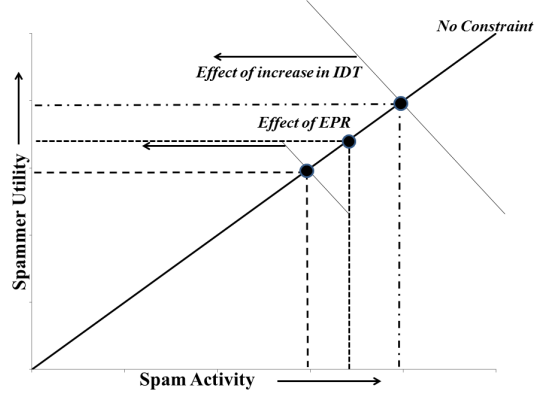 No Constraint
Effect of increase in IDT
Effect of EPR
Spammer Utility
Spam Activity